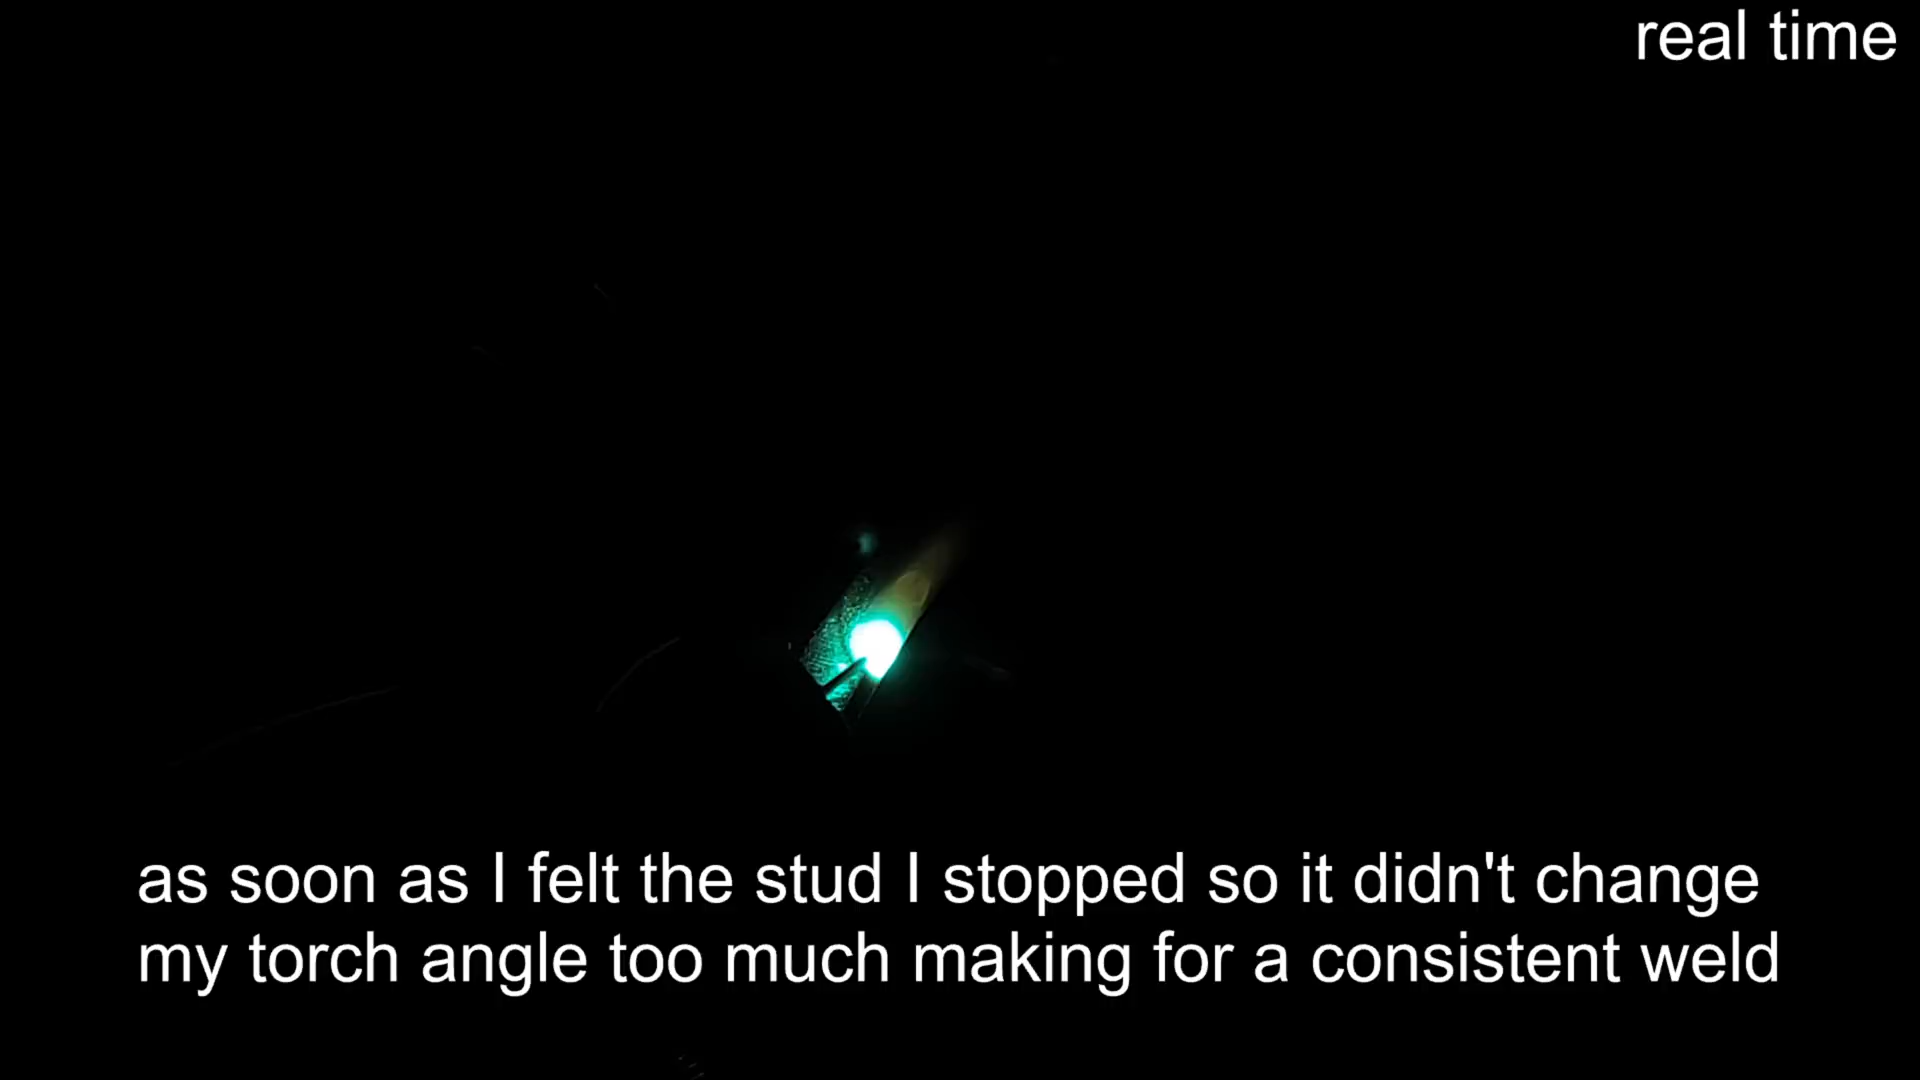 real time
as soon as I felt the stud I stopped so it didn't change
my torch angle too much making for a consistent weld